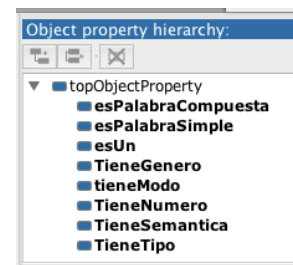 Object property hierarchy:
topObjectProperty
esPalabraCompuesta
esPalabraSimple
esUn
TieneGenero
tieneModo
TieneNumero
TieneSemantica
TieneTipo